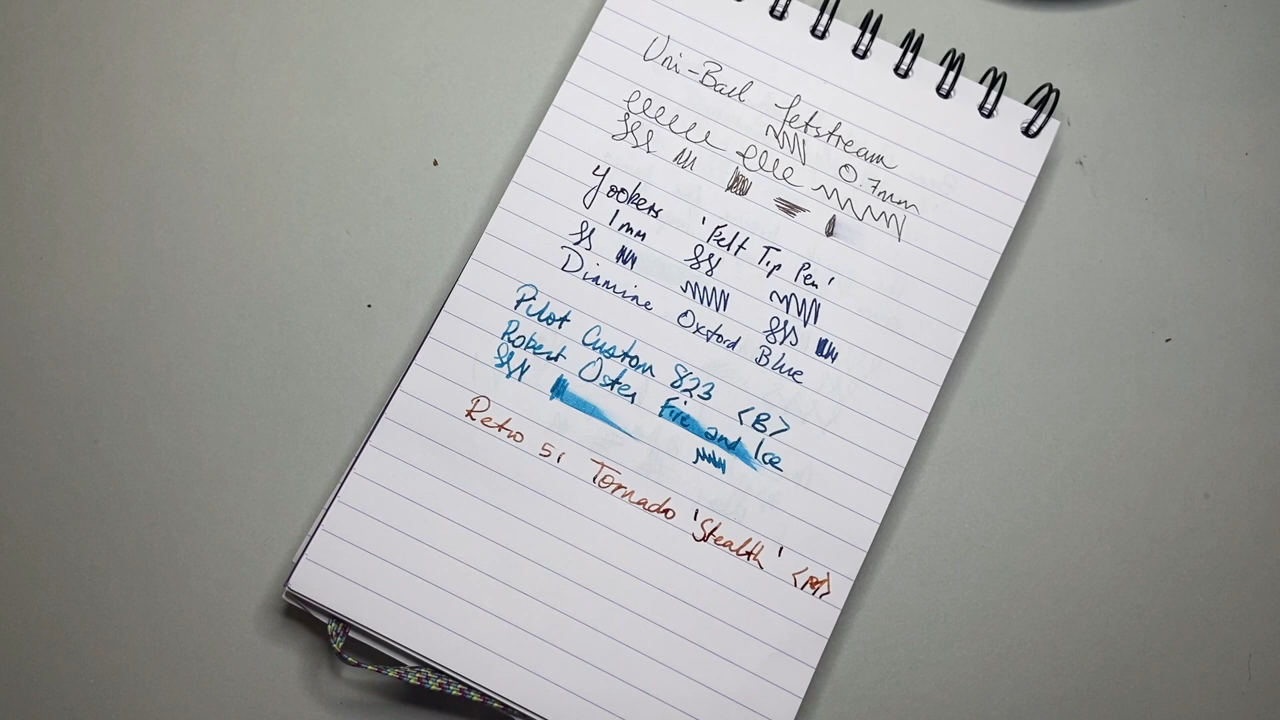 Uni-Ball Jetstream
0.7mm
Yookers 'Felt Tip Pen'
1mm
Diamine Oxford Blue
Pilot Custom 823 <B>
Robert Oster Fire and Ice
Retro 51 Tornado 'Stealth' <M>